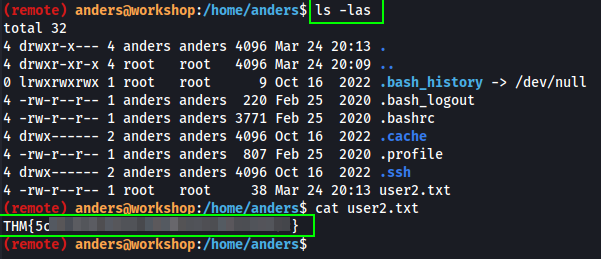 (remote) anders@workshop:/home/anders$ ls -las
total 32
4 drwxr-x--- 4 anders anders 4096 Mar 24 20:13 .
4 drwxr-xr-x 4 root   root   4096 Mar 24 20:09 ..
0 lrwxrwxrwx 1 root   root      9 Oct 16  2022 .bash_history -> /dev/null
4 -rw-r--r-- 1 anders anders  220 Feb 25  2020 .bash_logout
4 -rw-r--r-- 1 anders anders 3771 Feb 25  2020 .bashrc
4 drwx------ 2 anders anders 4096 Oct 16  2022 .cache
4 -rw-r--r-- 1 anders anders  807 Feb 25  2020 .profile
4 drwx------ 2 anders anders 4096 Oct 16  2022 .ssh
4 -rw-r--r-- 1 root   root     38 Mar 24 20:13 user2.txt
(remote) anders@workshop:/home/anders$ cat user2.txt
THM{5c }
(remote) anders@workshop:/home/anders$